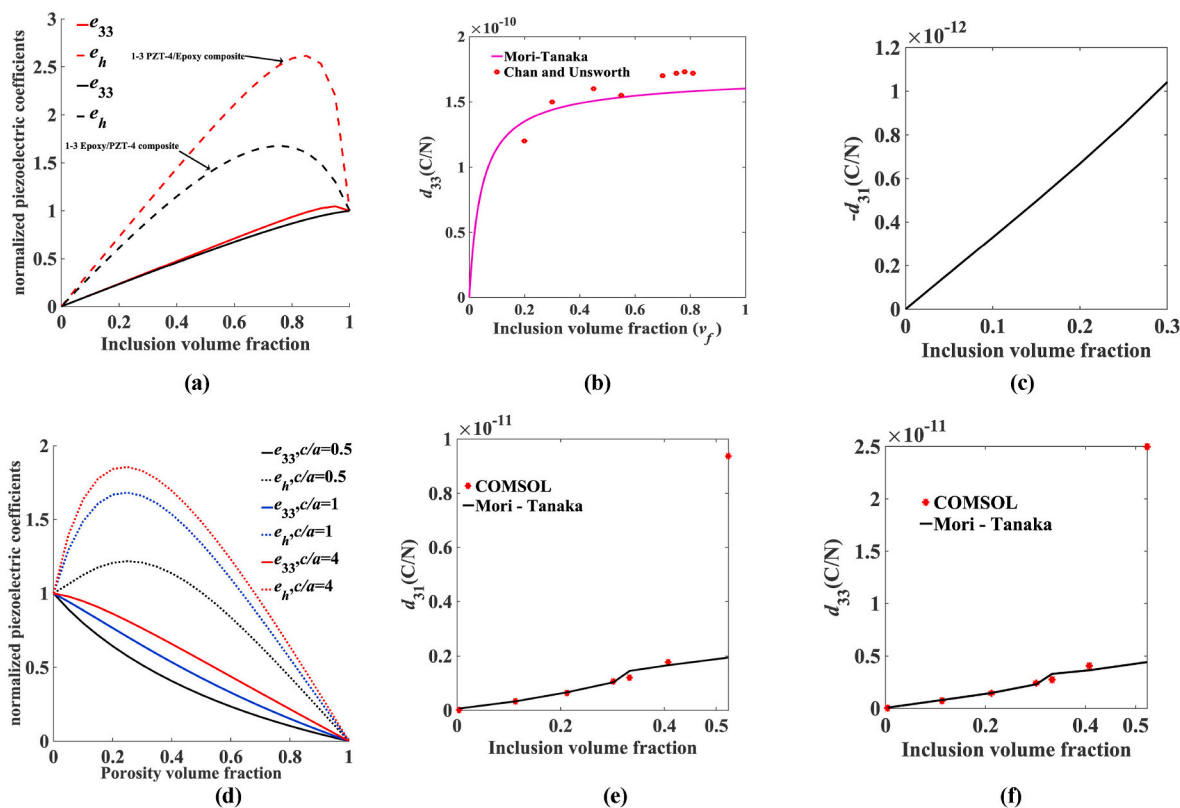 normalized piezoelectric coefficients
3
2.5
2
1.5
1
0.5
0
e33
eh
e33
eh
1-3 PZT-4/Epoxy composite
1-3 Epoxy/PZT-4 composite
0 0.2 0.4 0.6 0.8 1
Inclusion volume fraction
(a)
×10-10
d33(C/N)
2
1.5
1
0.5
0
Mori-Tanaka
Chan and Unsworth
0 0.2 0.4 0.6 0.8 1
Inclusion volume fraction (vf)
(b)
×10-12
-d31(C/N)
1.2
1
0.8
0.6
0.4
0.2
0
0 0.1 0.2 0.3
Inclusion volume fraction
(c)
normalized piezoelectric coefficients
2
1.5
1
0.5
0
e33,c/a=0.5
eh,c/a=0.5
e33,c/a=1
eh,c/a=1
e33,c/a=4
eh,c/a=4
0 0.2 0.4 0.6 0.8 1
Porosity volume fraction
(d)
×10-11
d31(C/N)
1
0.8
0.6
0.4
0.2
0
COMSOL
Mori - Tanaka
0 0.2 0.4 0.5
Inclusion volume fraction
(e)
×10-11
d33(C/N)
2.5
2
1.5
1
0.5
0
COMSOL
Mori - Tanaka
0 0.1 0.2 0.3 0.4 0.5
Inclusion volume fraction
(f)